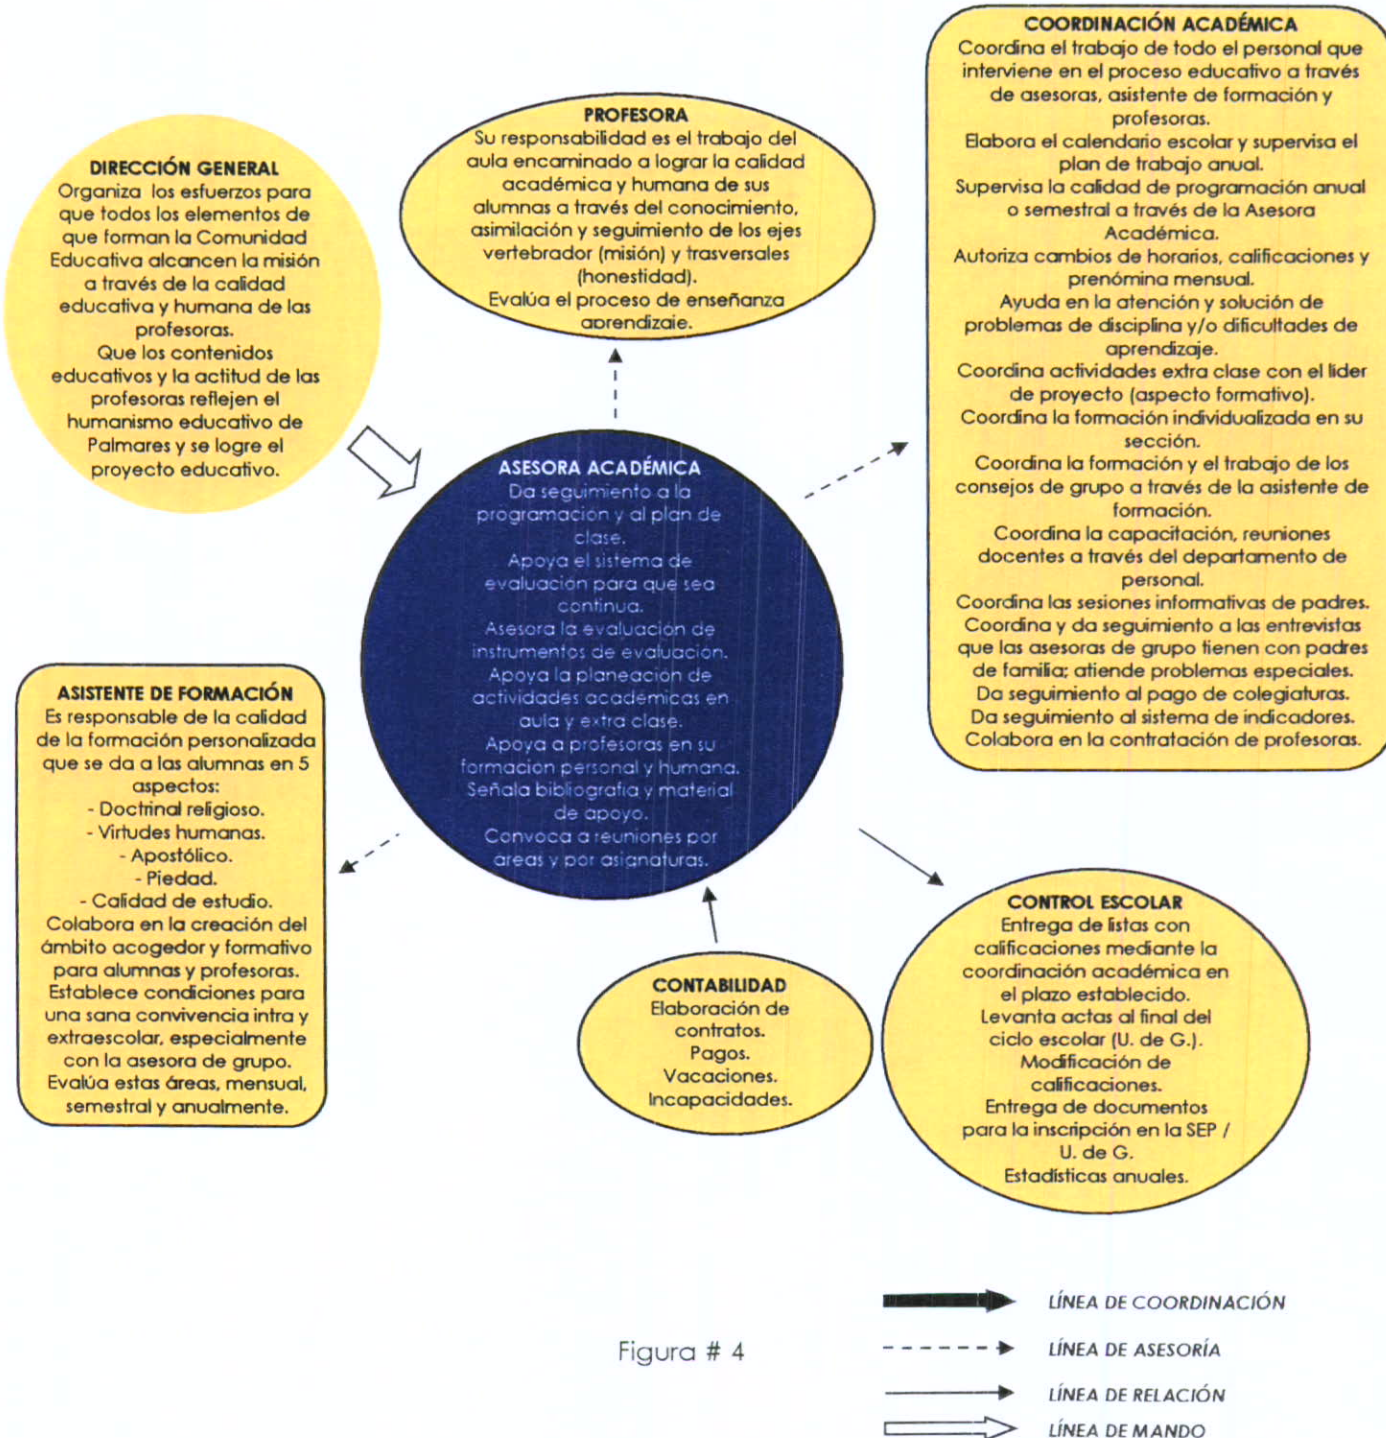 COORDINACIÓN ACADÉMICA
Coordina el trabajo de todo el personal que
interviene en el proceso educativo a través
de asesoras, asistente de formación y
profesoras.
Elabora el calendario escolar y supervisa el
plan de trabajo anual.
Supervisa la calidad de programación anual
o semestral a través de la Asesora
Académica.
Autoriza cambios de horarios, calificaciones y
prenómina mensual.
Ayuda en la atención y solución de
problemas de disciplina y/o dificultades de
aprendizaje.
Coordina actividades extra clase con el líder
de proyecto (aspecto formativo).
Coordina la formación individualizada en su
sección.
Coordina la formación y el trabajo de los
consejos de grupo a través de la asistente de
formación.
Coordina la capacitación, reuniones
docentes a través del departamento de
personal.
Coordina las sesiones informativas de padres.
Coordina y da seguimiento a las entrevistas
que las asesoras de grupo tienen con padres
de familia; atiende problemas especiales.
Da seguimiento al pago de colegiaturas.
Da seguimiento al sistema de indicadores.
Colabora en la contratación de profesoras.
PROFESORA
Su responsabilidad es el trabajo del
aula encaminado a lograr la calidad
académica y humana de sus
alumnas a través del conocimiento,
asimilación y seguimiento de los ejes
vertebrador (misión) y trasversales
(honestidad).
Evalúa el proceso de enseñanza
aprendizaje.
DIRECCIÓN GENERAL
Organiza los esfuerzos para
que todos los elementos de
que forman la Comunidad
Educativa alcancen la misión
a través de la calidad
educativa y humana de las
profesoras.
Que los contenidos
educativos y la actitud de las
profesoras reflejen el
humanismo educativo de
Palmares y se logre el
proyecto educativo.
ASESORA ACADÉMICA
Da seguimiento a la
programación y al plan de
clase.
Apoya el sistema de
evaluación para que sea
continua.
Asesora la evaluación de
instrumentos de evaluación.
Apoya la planeación de
actividades académicas en
aula y extra clase.
Apoya a profesoras en su
formación personal y humana.
Señala bibliografía y material
de apoyo.
Convoca a reuniones por
áreas y por asignaturas.
ASISTENTE DE FORMACIÓN
Es responsable de la calidad
de la formación personalizada
que se da a las alumnas en 5
aspectos:
- Doctrinal religioso.
- Virtudes humanas.
- Apostólico.
- Piedad.
- Calidad de estudio.
Colabora en la creación del
ámbito acogedor y formativo
para alumnas y profesoras.
Establece condiciones para
una sana convivencia intra y
extraescolar, especialmente
con la asesora de grupo.
Evalúa estas áreas, mensual,
semestral y anualmente.
CONTABILIDAD
Elaboración de
contratos.
Pagos.
Vacaciones.
Incapacidades.
CONTROL ESCOLAR
Entrega de listas con
calificaciones mediante la
coordinación académica en
el plazo establecido.
Levanta actas al final del
ciclo escolar (U. de G.).
Modificación de
calificaciones.
Entrega de documentos
para la inscripción en la SEP /
U. de G.
Estadísticas anuales.
Figura # 4
LÍNEA DE COORDINACIÓN
LÍNEA DE ASESORÍA
LÍNEA DE RELACIÓN
LÍNEA DE MANDO